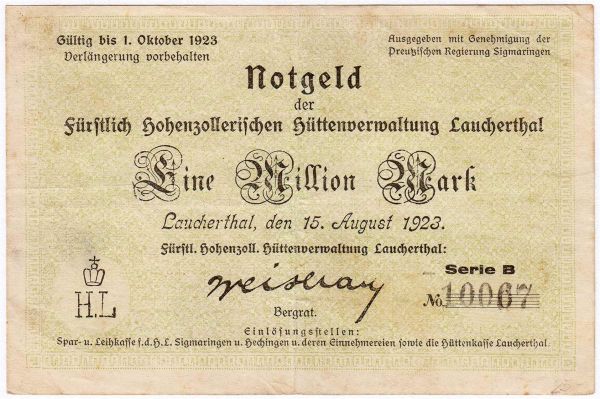 Gültig bis 1. Oktober 1923
Verlängerung vorbehalten
Ausgegeben mit Genehmigung der
Preußischen Regierung Sigmaringen
Notgeld
der
Fürstlich Hohenzollerischen Hüttenverwaltung Laucherthal
Eine Million Mark
Laucherthal, den 15. August 1923.
Fürstl. Hohenzoll. Hüttenverwaltung Laucherthal:
H.L
Bergrat.
Serie B
No 10067
Einlösungsstellen:
Spar- u. Leihkasse f.d.H.L. Sigmaringen u. Hechingen u. deren Einnehmereien sowie die Hüttenkasse Laucherthal